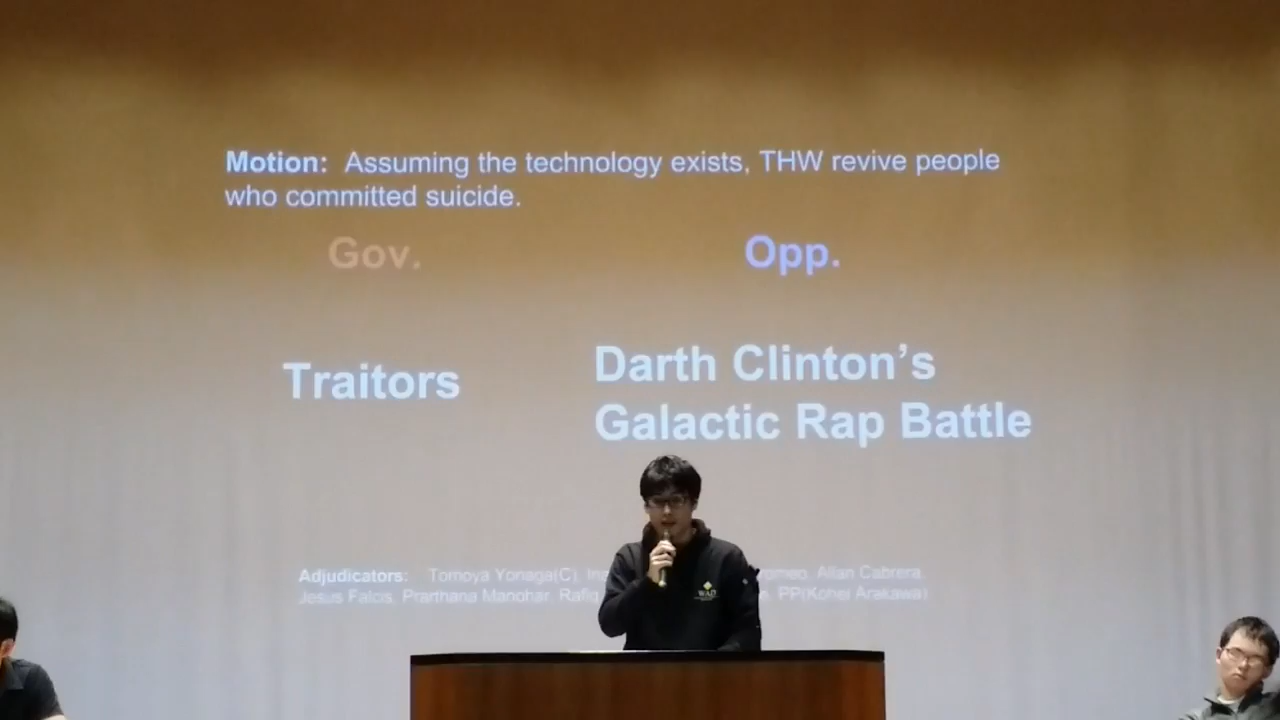 Motion: Assuming the technology exists, THW revive people
who committed suicide.
Gov.
Opp.
Traitors
Darth Clinton's
Galactic Rap Battle
Adjudicators: Tomoya Yonaga(C), Allan Cabrera,
Jesus Falcis, Prarthana Manohar, Rafiq PP(Kohei Arakawa)
WAD